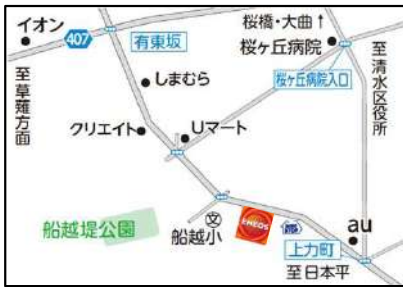 イオン
407
有東坂
桜橋・大曲↑
桜ヶ丘病院
桜ヶ丘病院入口
至清水区役所
至草薙方面
しまむら
クリエイト
Uマート
船越堤公園
文
船越小
ENEOS
au
上力町
至日本平